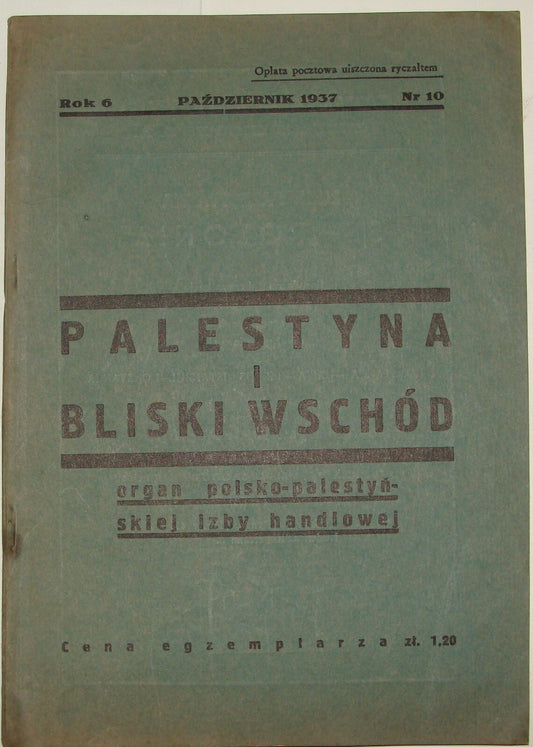 Opłata pocztowa uiszczona ryczałtem
Rok 6 PAŹDZIERNIK 1937 Nr 10
PALESTYNA
I
BLISKI WSCHÓD
organ polsko-palestyń-
skiej Izby handlowej
Cena egzemplarza zł. 1,20